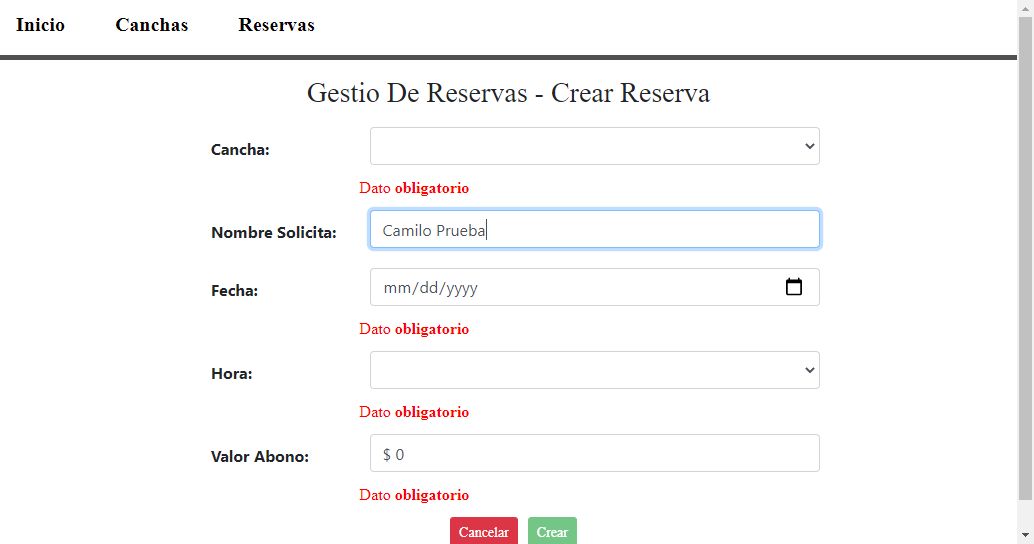 Inicio Canchas Reservas
Gestio De Reservas - Crear Reserva
Cancha:
Dato obligatorio
Nombre Solicita: Camilo Prueba
Fecha: mm/dd/yyyy
Dato obligatorio
Hora:
Dato obligatorio
Valor Abono: $ 0
Dato obligatorio
Cancelar Crear